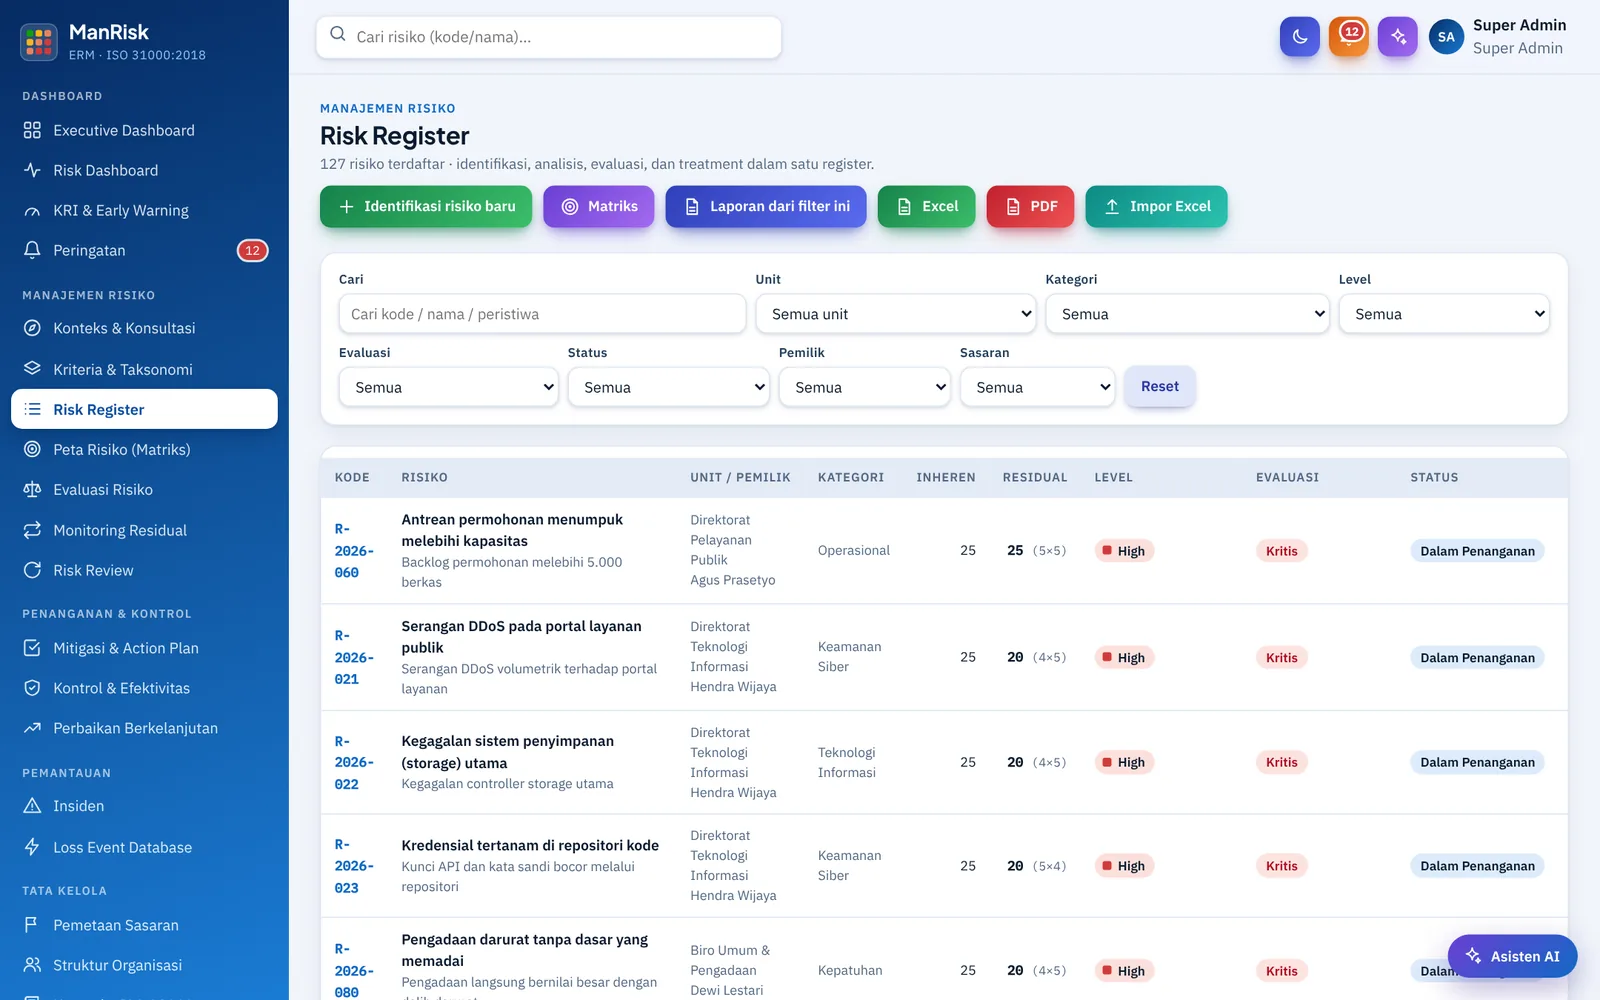 ManRisk
ERM · ISO 31000:2018
DASHBOARD
Executive Dashboard
Risk Dashboard
KRI & Early Warning
Peringatan 12
MANAJEMEN RISIKO
Konteks & Konsultasi
Kriteria & Taksonomi
Risk Register
Peta Risiko (Matriks)
Evaluasi Risiko
Monitoring Residual
Risk Review
PENANGANAN & KONTROL
Mitigasi & Action Plan
Kontrol & Efektivitas
Perbaikan Berkelanjutan
PEMANTAUAN
Insiden
Loss Event Database
TATA KELOLA
Pemetaan Sasaran
Struktur Organisasi
Cari risiko (kode/nama)...
12
SA
Super Admin
Super Admin
MANAJEMEN RISIKO
Risk Register
127 risiko terdaftar · identifikasi, analisis, evaluasi, dan treatment dalam satu register.
Identifikasi risiko baru
Matriks
Laporan dari filter ini
Excel
PDF
Impor Excel
Cari
Cari kode / nama / peristiwa
Unit
Semua unit
Kategori
Semua
Level
Semua
Evaluasi
Semua
Status
Semua
Pemilik
Semua
Sasaran
Semua
Reset
KODE RISIKO UNIT / PEMILIK KATEGORI INHEREN RESIDUAL LEVEL EVALUASI STATUS
R-
2026-
060
Antrean permohonan menumpuk
melebihi kapasitas
Backlog permohonan melebihi 5.000
berkas
Direktorat
Pelayanan
Publik
Agus Prasetyo
Operasional
25
25 (5×5)
High
Kritis
Dalam Penanganan
R-
2026-
021
Serangan DDoS pada portal layanan
publik
Serangan DDoS volumetrik terhadap portal
layanan
Direktorat
Teknologi
Informasi
Hendra Wijaya
Keamanan
Siber
25
20 (4×5)
High
Kritis
Dalam Penanganan
R-
2026-
022
Kegagalan sistem penyimpanan
(storage) utama
Kegagalan controller storage utama
Direktorat
Teknologi
Informasi
Hendra Wijaya
Teknologi
Informasi
25
20 (4×5)
High
Kritis
Dalam Penanganan
R-
2026-
023
Kredensial tertanam di repositori kode
Kunci API dan kata sandi bocor melalui
repositori
Direktorat
Teknologi
Informasi
Hendra Wijaya
Keamanan
Siber
25
20 (5×4)
High
Kritis
Dalam Penanganan
R-
2026-
080
Pengadaan darurat tanpa dasar yang
memadai
Pengadaan langsung bernilai besar dengan
Biro Umum &
Pengadaan
Dewi Lestari
Kepatuhan
25
20 (4×5)
High
Kritis
Asisten AI